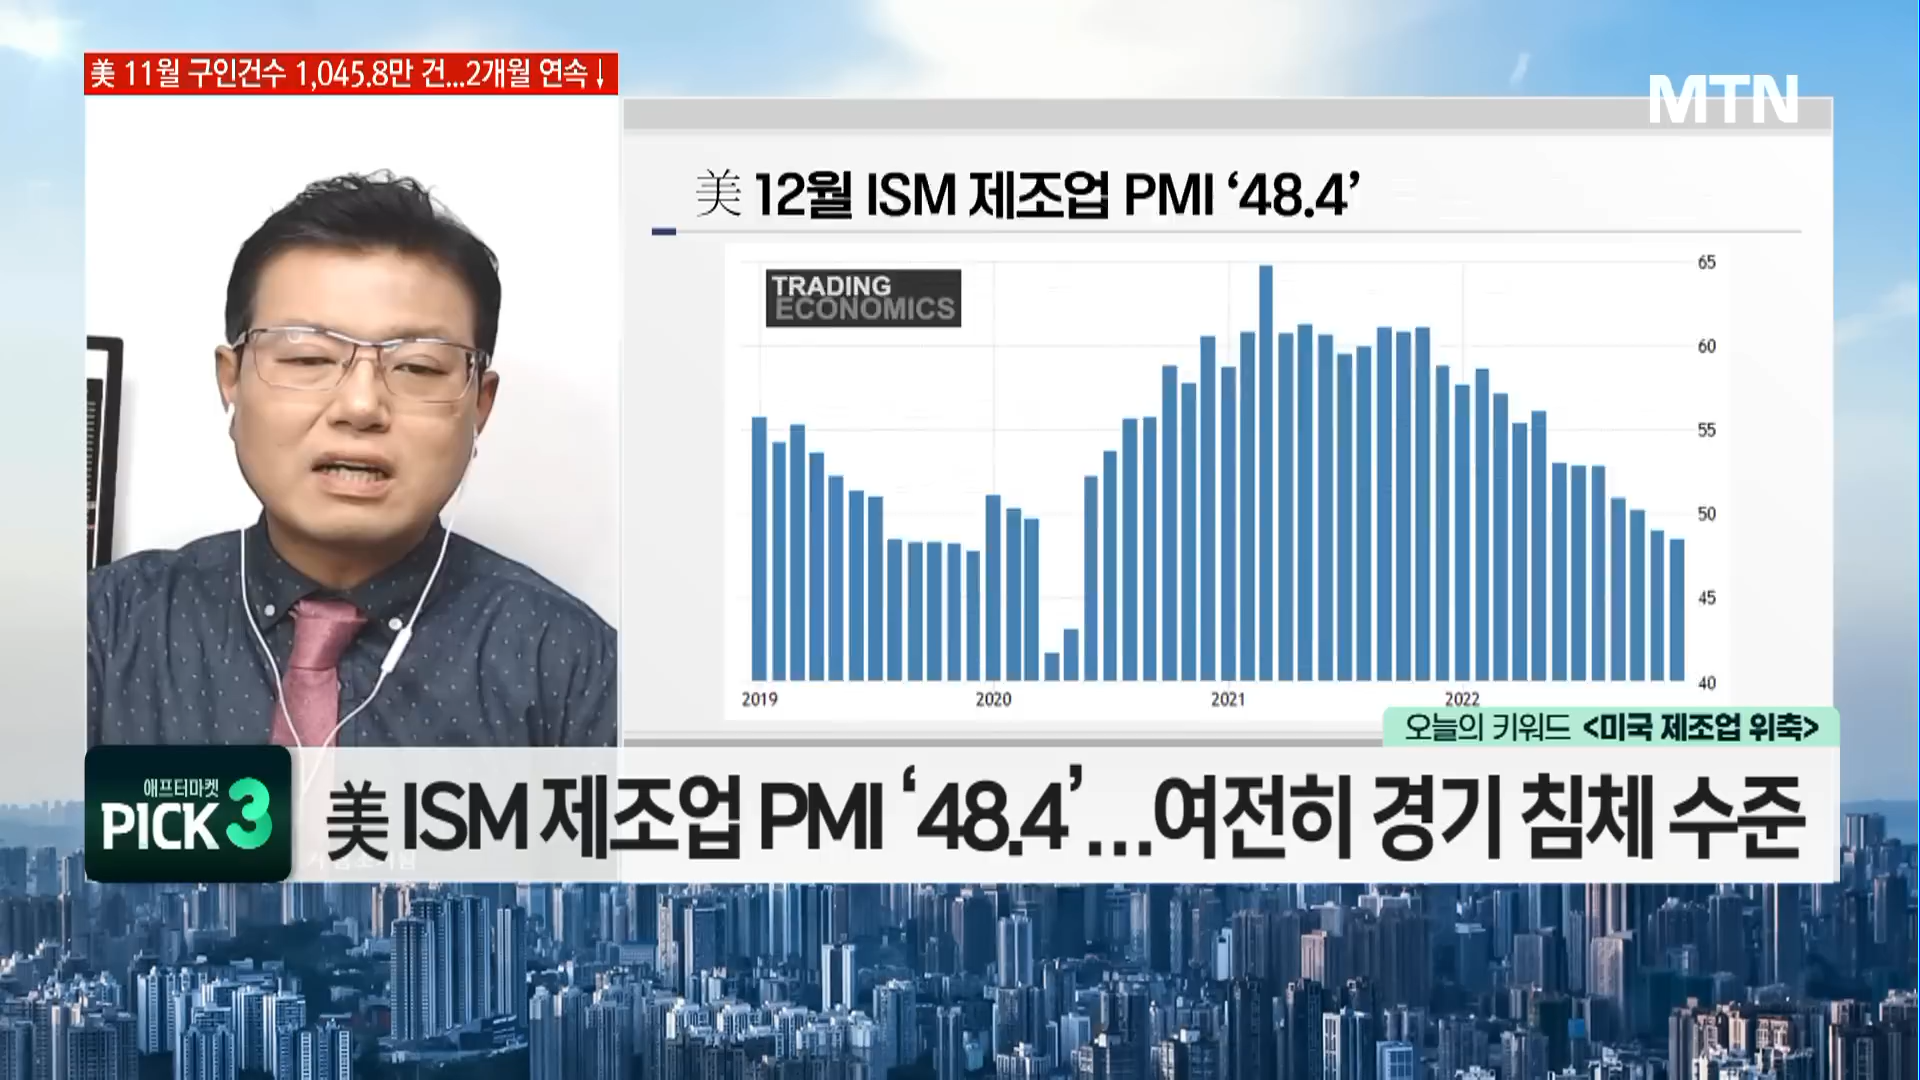 美 11월 구인건수 1,045.8만 건...2개월 연속↓
MTN
美 12월 ISM 제조업 PMI ‘48.4’
TRADING
ECONOMICS
65
60
55
50
45
40
2019 2020 2021 2022
오늘의 키워드 <미국 제조업 위축>
애프터마켓
PICK3
美 ISM 제조업 PMI ‘48.4’...여전히 경기 침체 수준